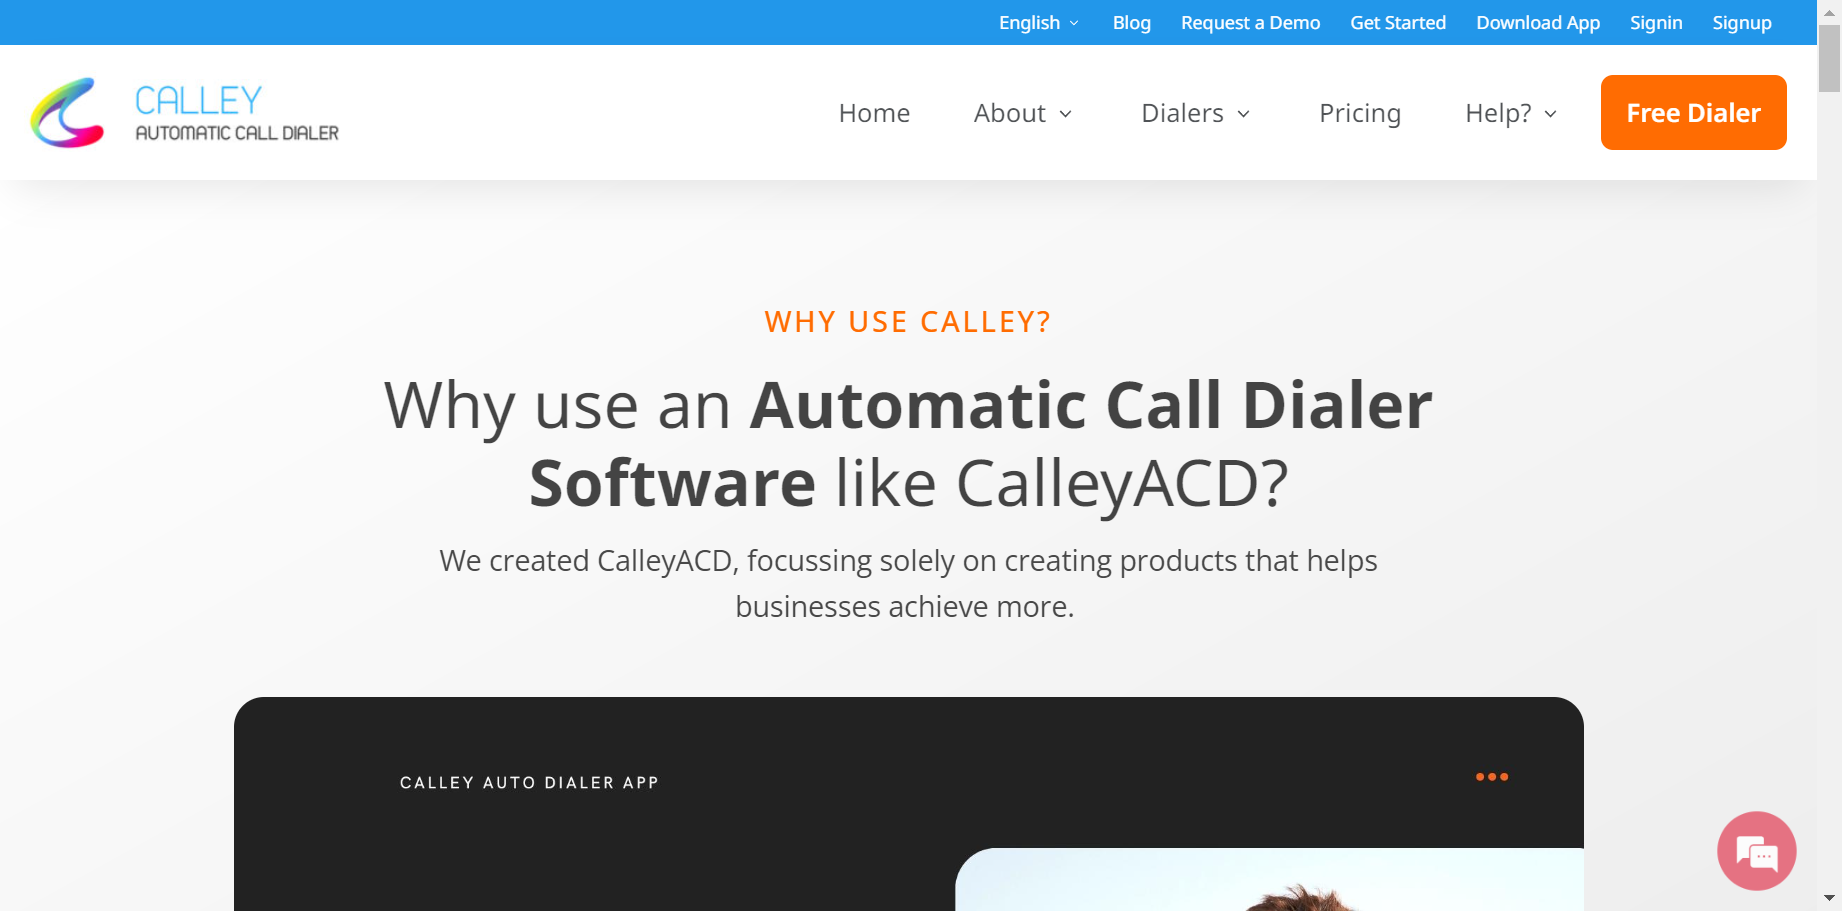 English Blog Request a Demo Get Started Download App Signin Signup
CALLEY
AUTOMATIC CALL DIALER
Home About Dialers Pricing Help? Free Dialer
WHY USE CALLEY?
Why use an Automatic Call Dialer
Software like CalleyACD?
We created CalleyACD, focussing solely on creating products that helps
businesses achieve more.
CALLEY AUTO DIALER APP